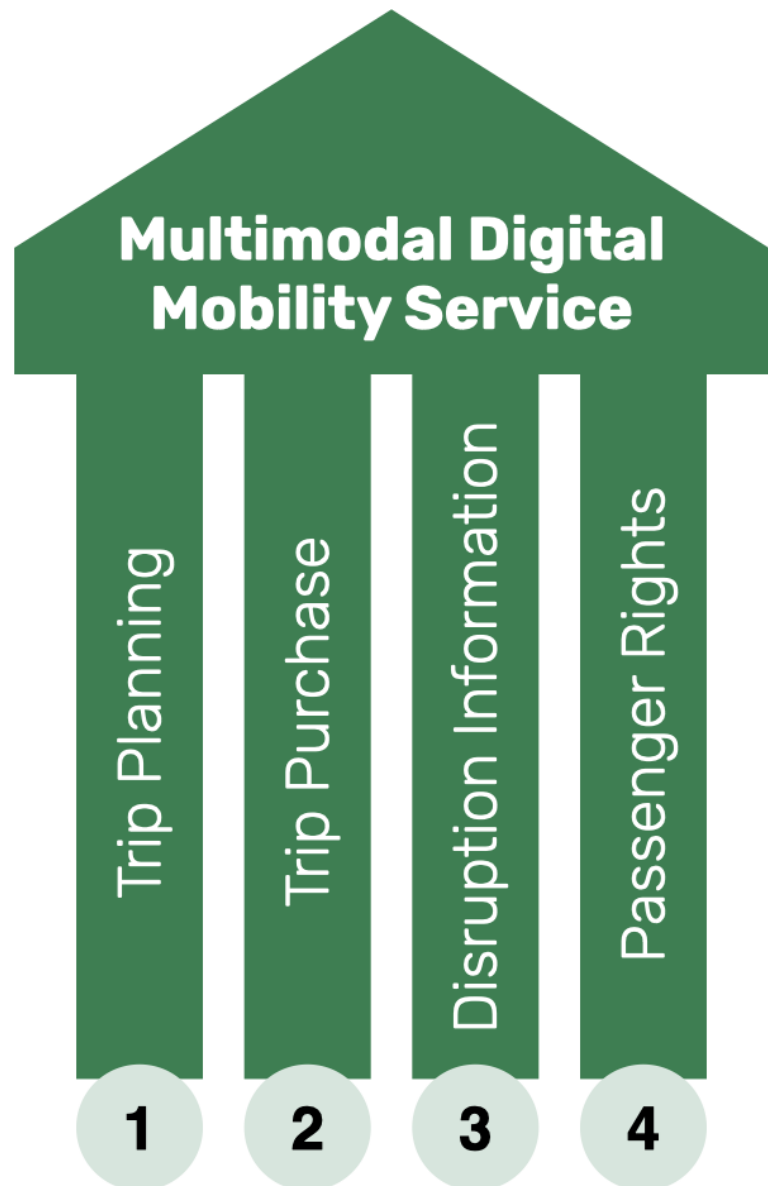 Multimodal Digital
Mobility Service
Trip Planning
Trip Purchase
Disruption Information
Passenger Rights
1
2
3
4